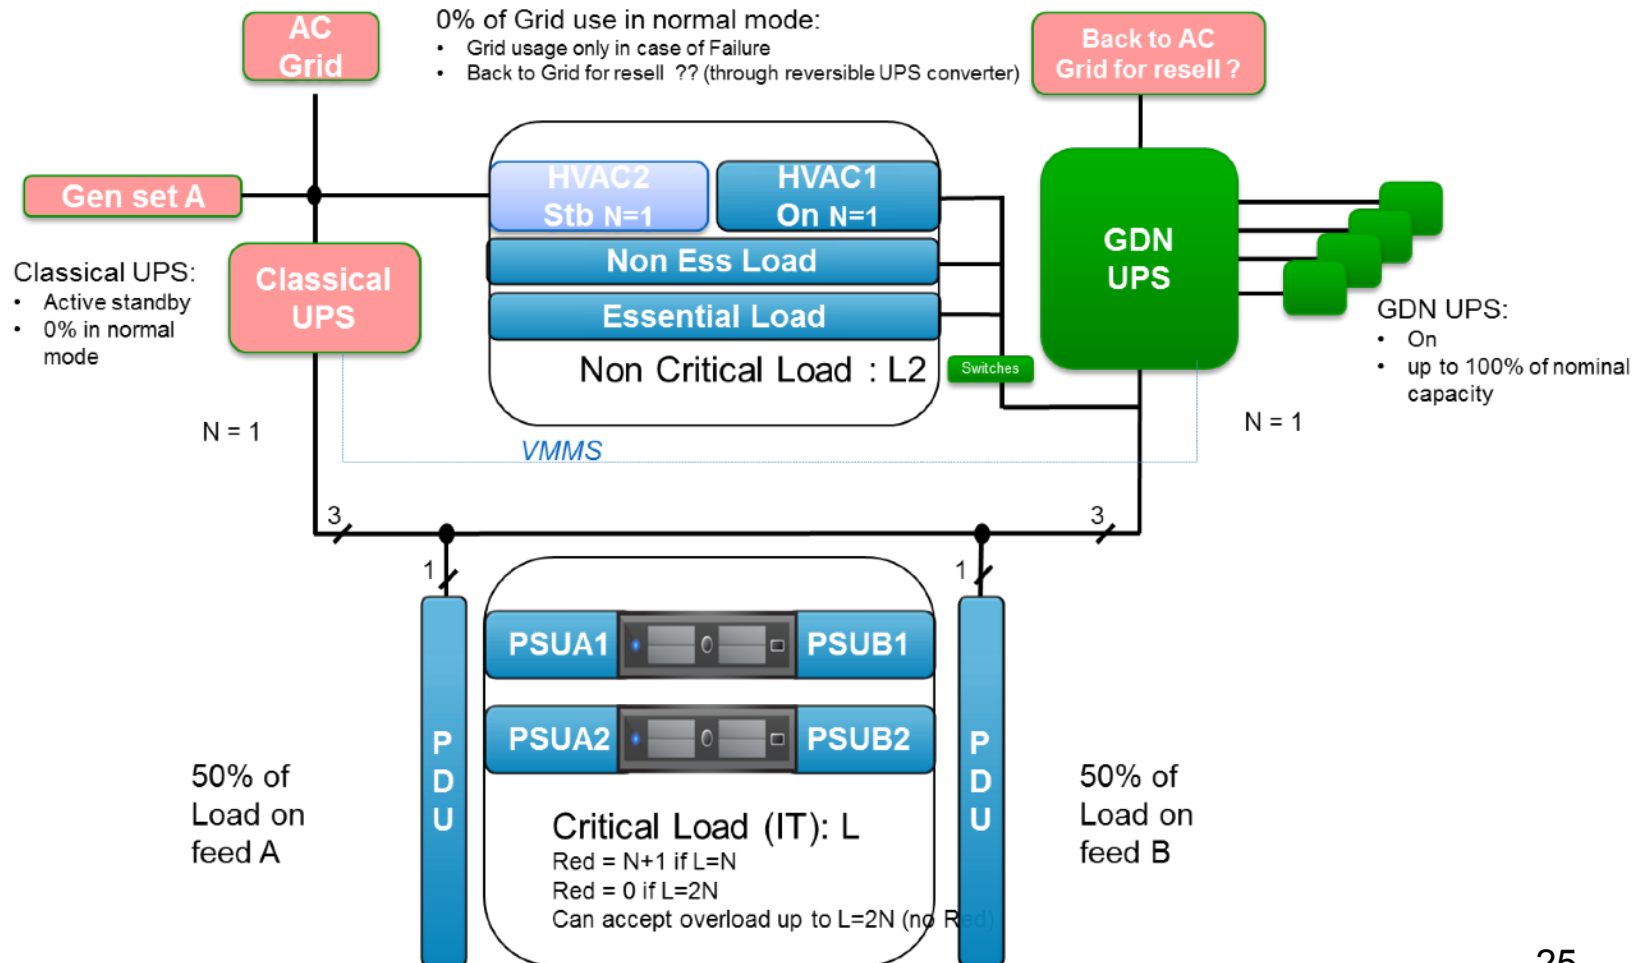 AC
Grid
0% of Grid use in normal mode:
• Grid usage only in case of Failure
• Back to Grid for resell ?? (through reversible UPS converter)
Back to AC
Grid for resell ?
Gen set A
HVAC2
Stb N=1
HVAC1
On N=1
Non Ess Load
Essential Load
Non Critical Load : L2
Switches
GDN
UPS
Classical UPS:
• Active standby
• 0% in normal
mode
Classical
UPS
GDN UPS:
• On
• up to 100% of nominal
capacity
N = 1
N = 1
VMMS
3
3
1
1
PSUA1
PSUB1
PSUA2
PSUB2
P
D
U
P
D
U
50% of
Load on
feed A
50% of
Load on
feed B
Critical Load (IT): L
Red = N+1 if L=N
Red = 0 if L=2N
Can accept overload up to L=2N (no Red)
25